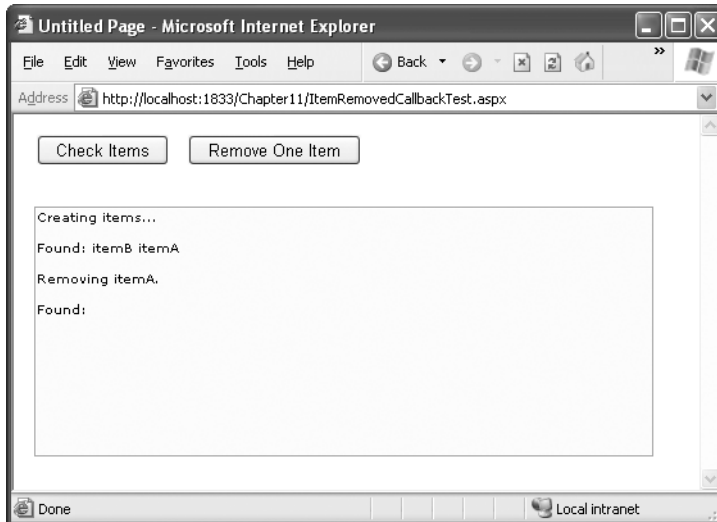 Untitled Page - Microsoft Internet Explorer
File Edit View Favorites Tools Help Back »
Address http://localhost:1833/Chapter11/ItemRemovedCallbackTest.aspx
Check Items Remove One Item
Creating items...
Found: itemB itemA
Removing itemA.
Found:
Done Local intranet